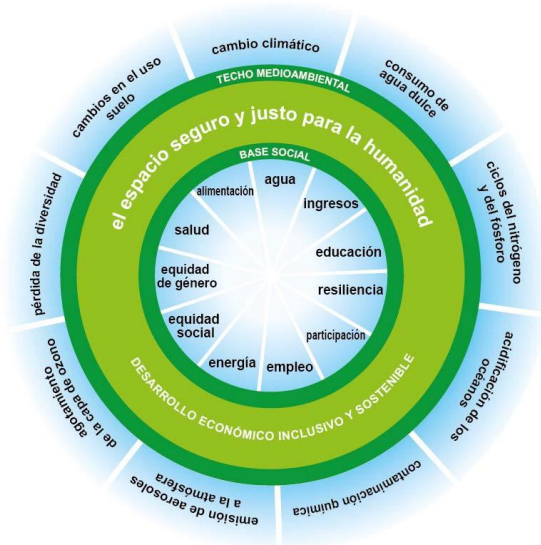 cambio climático
consumo de
agua dulce
ciclos del nitrógeno
y del fósforo
acidificación de los
océanos
contaminación química
emisión de aerosoles
a la atmósfera
agotamiento
de la capa de ozono
pérdida de la diversidad
cambios en el uso
suelo
TECHO MEDIOAMBIENTAL
el espacio seguro y justo para la humanidad
BASE SOCIAL
agua
ingresos
educación
resiliencia
participación
empleo
energía
equidad
social
equidad
de género
salud
alimentación
DESARROLLO ECONÓMICO INCLUSIVO Y SOSTENIBLE